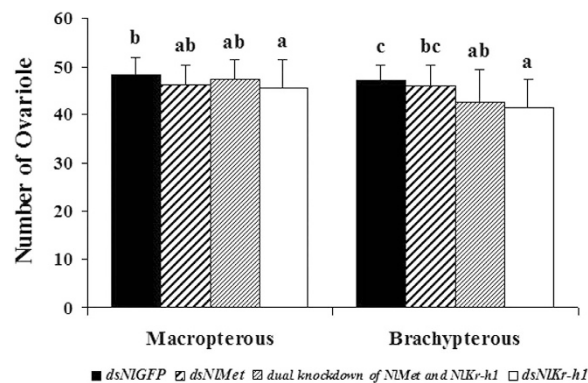 Number of Ovariole
60
50
40
30
20
10
0
b ab ab a
c bc ab a
Macropterous Brachypterous
dsNlGFP dsNlMet dual knockdown of NlMet and NlKr-h1 dsNlKr-h1